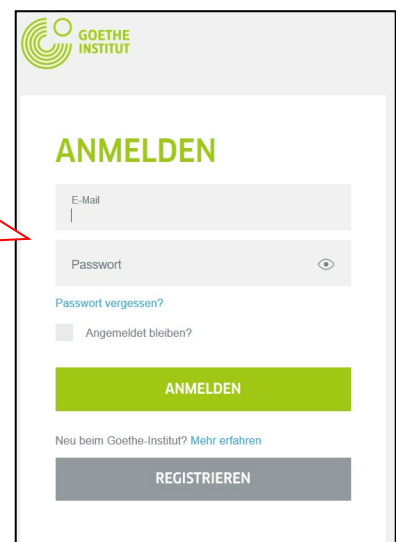 GOETHE
INSTITUT
ANMELDEN
E-Mail
Passwort
Passwort vergessen?
Angemeldet bleiben?
ANMELDEN
Neu beim Goethe-Institut? Mehr erfahren
REGISTRIEREN